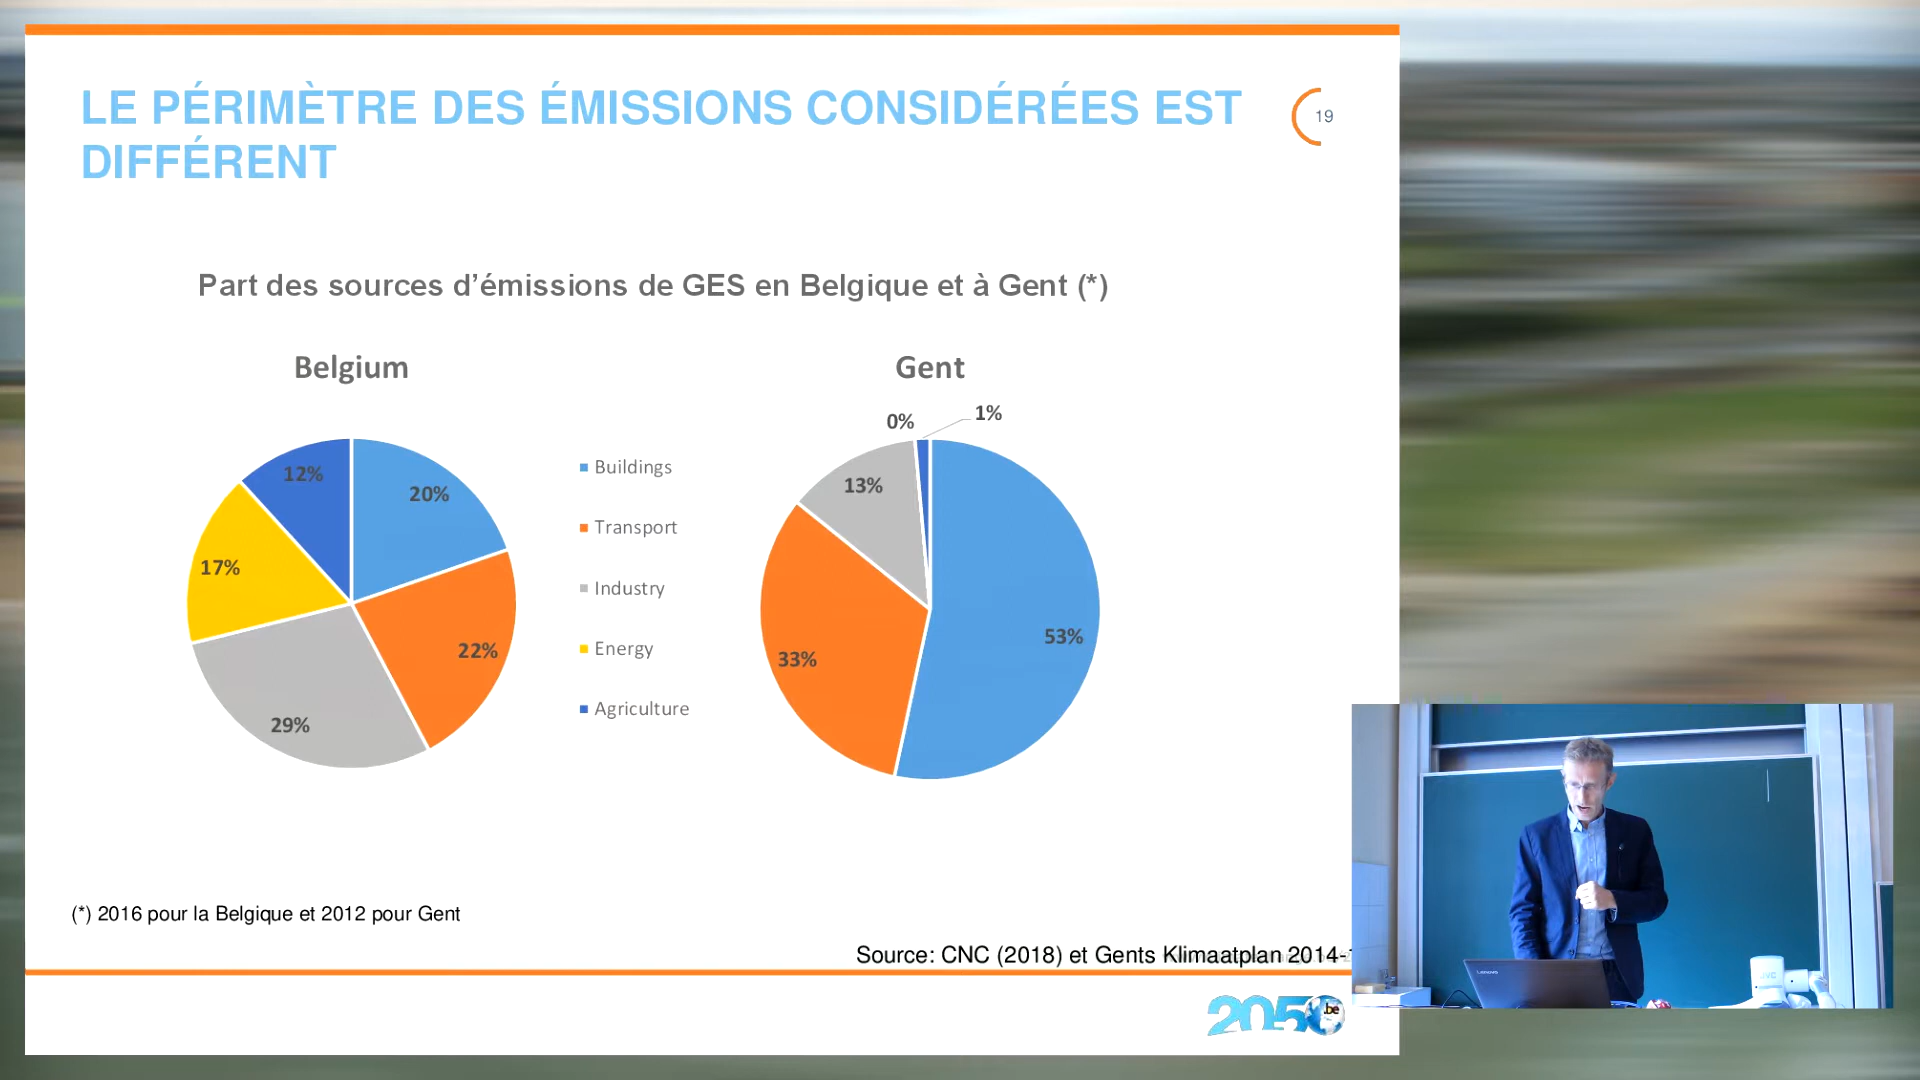 LE PÉRIMÈTRE DES ÉMISSIONS CONSIDÉRÉES EST
DIFFÉRENT
19
Part des sources d’émissions de GES en Belgique et à Gent (*)
Belgium
12%
20%
17%
22%
29%
Buildings
Transport
Industry
Energy
Agriculture
Gent
0%
1%
13%
53%
33%
(*) 2016 pour la Belgique et 2012 pour Gent
Source: CNC (2018) et Gents Klimaatplan 2014-
2050
.be
Lenovo
JVC